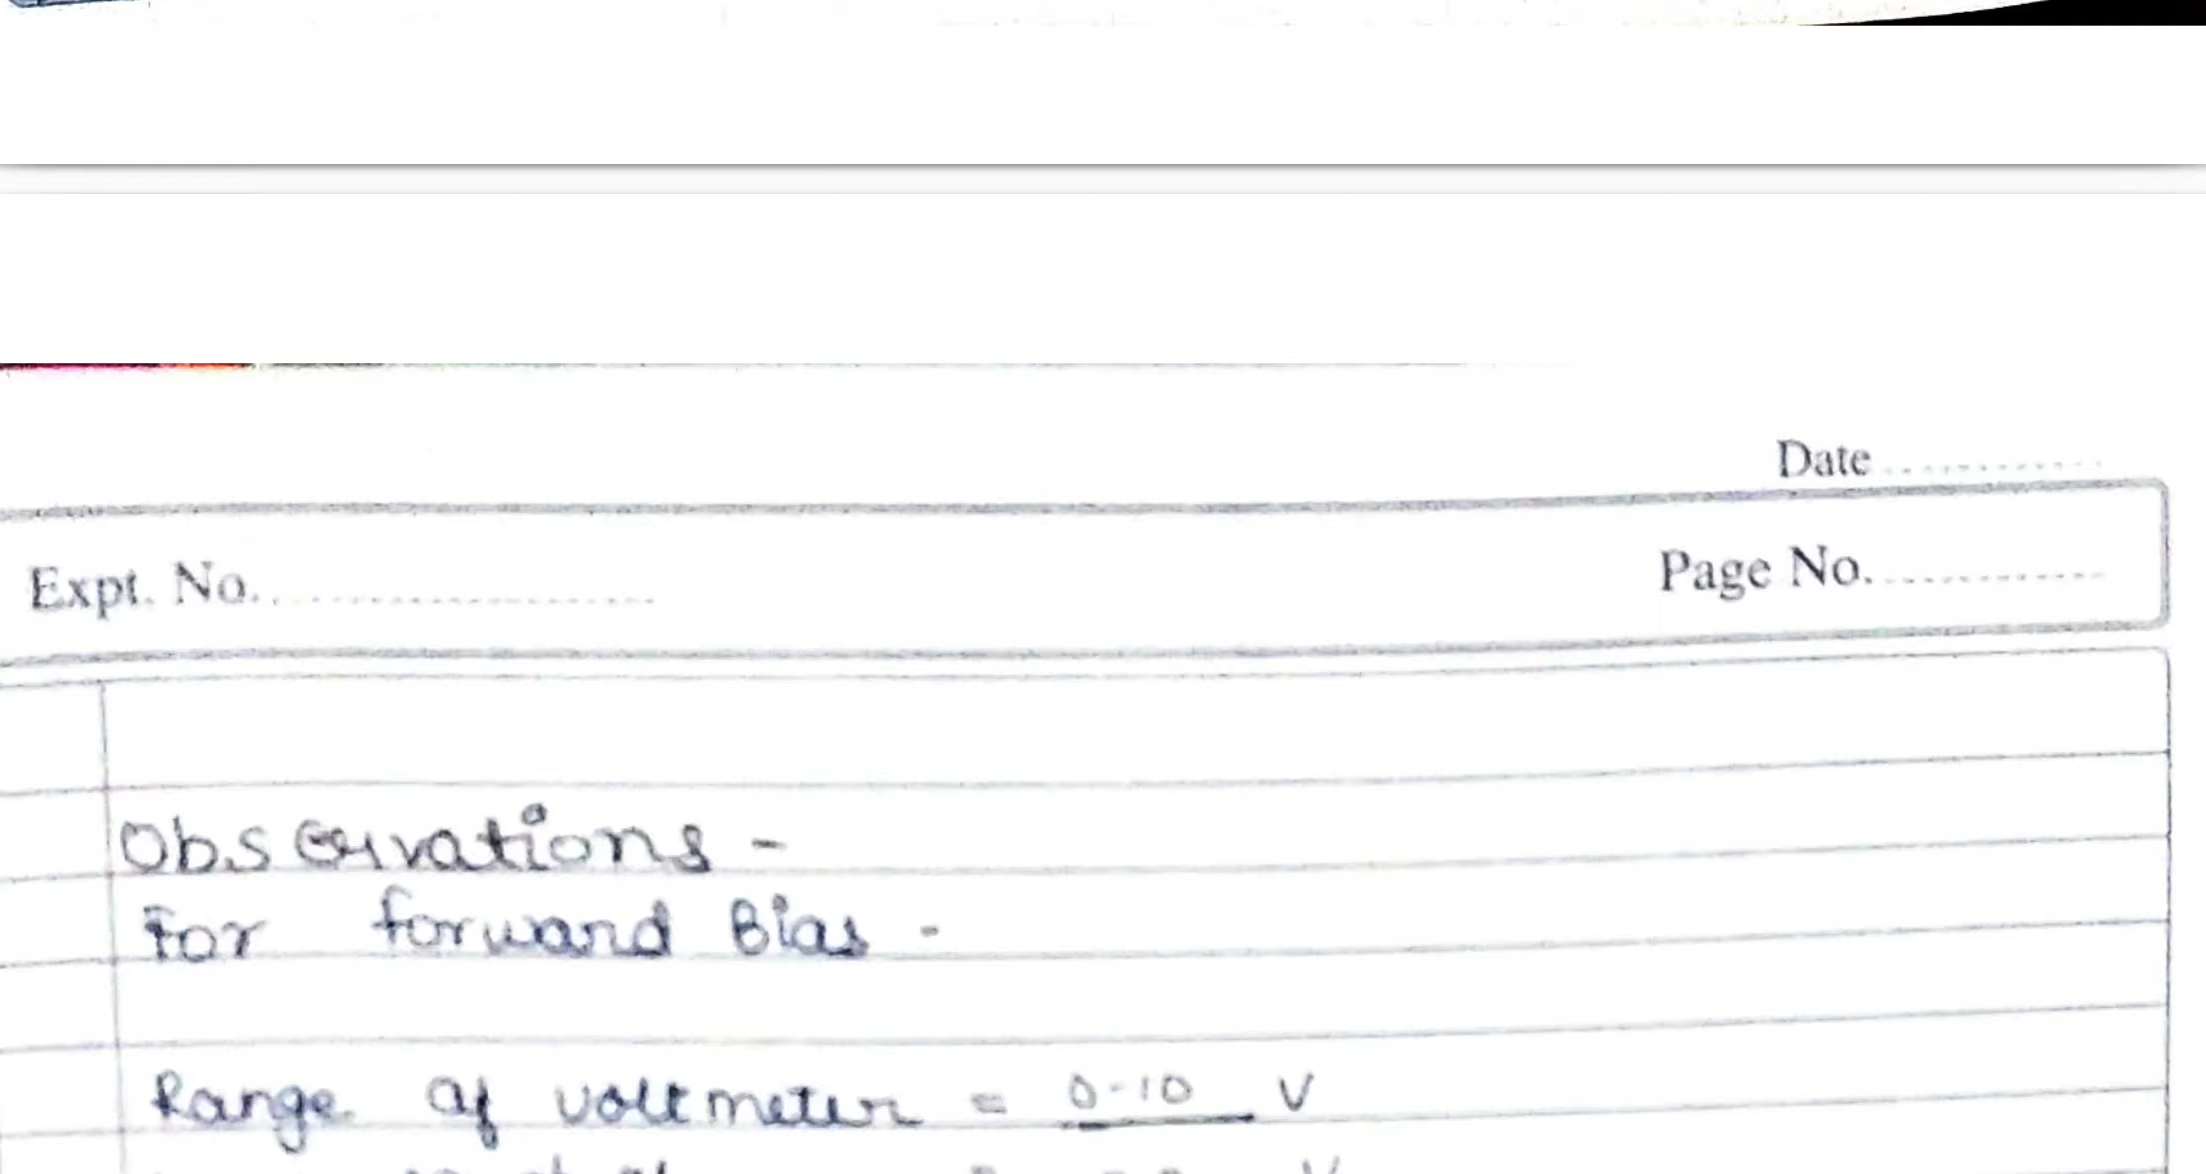 Date ............
Expt. No. ........................
Page No. ..............
Observations -
For forward Bias -
Range of voltmeter = 0-10 V